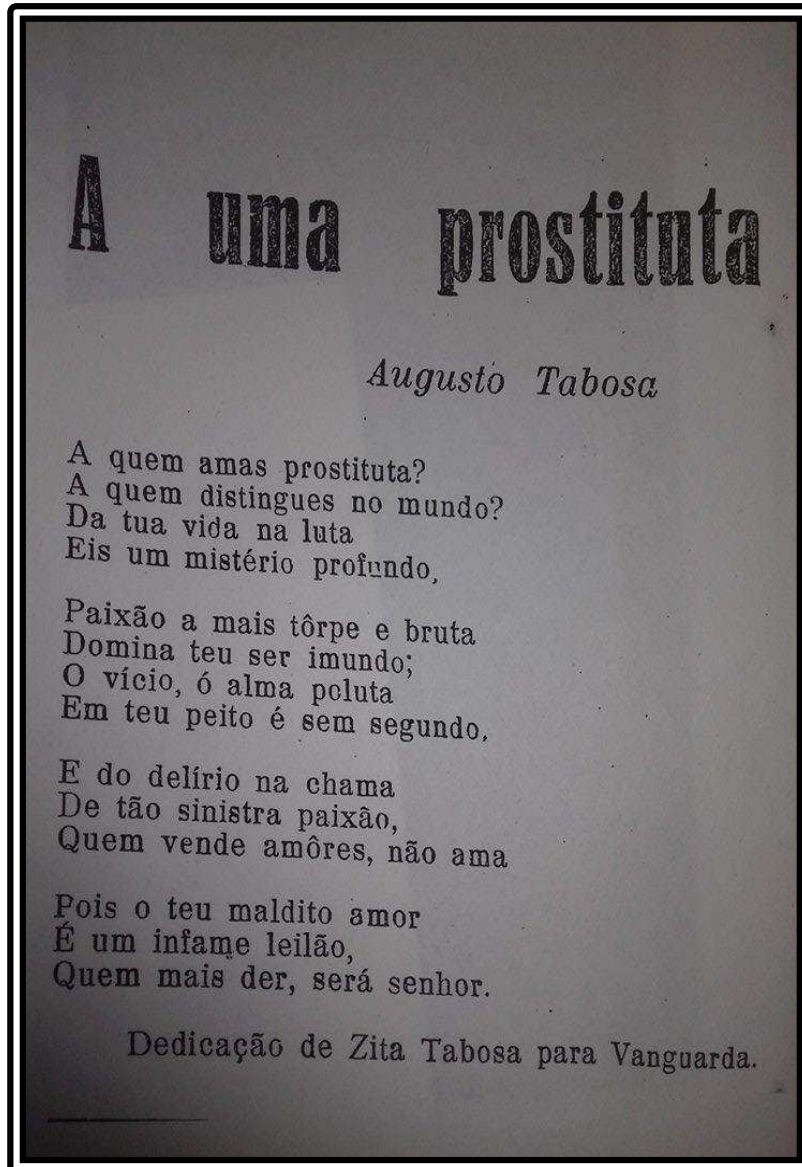 A uma prostituta
Augusto Tabosa
A quem amas prostituta?
A quem distingues no mundo?
Da tua vida na luta
Eis um mistério profundo,
Paixão a mais tôrpe e bruta
Domina teu ser imundo;
O vício, ó alma poluta
Em teu peito é sem segundo,
E do delírio na chama
De tão sinistra paixão,
Quem vende amôres, não ama
Pois o teu maldito amor
É um infame leilão,
Quem mais der, será senhor.
Dedicação de Zita Tabosa para Vanguarda.